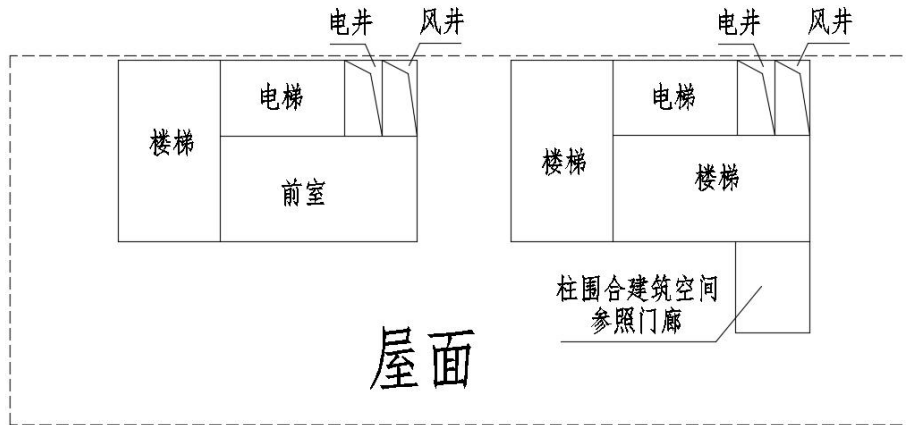 电井 风井 电井 风井
电梯 电梯
楼梯 楼梯
前室 楼梯
柱围合建筑空间
参照门廊
屋面